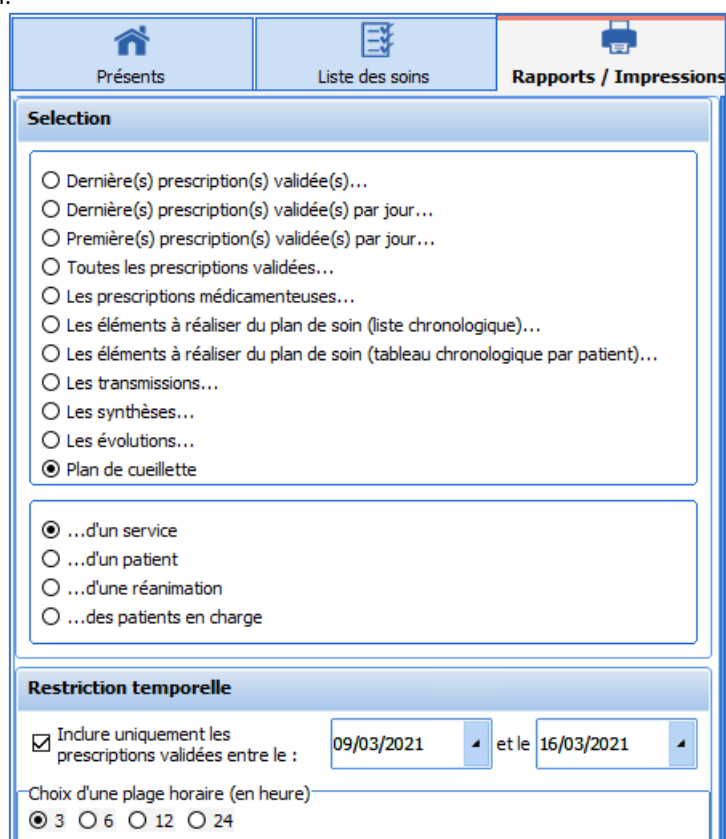 Présents
Liste des soins
Rapports / Impressions
Selection
Dernière(s) prescription(s) validée(s)...
Dernière(s) prescription(s) validée(s) par jour...
Première(s) prescription(s) validée(s) par jour...
Toutes les prescriptions validées...
Les prescriptions médicamenteuses...
Les éléments à réaliser du plan de soin (liste chronologique)...
Les éléments à réaliser du plan de soin (tableau chronologique par patient)...
Les transmissions...
Les synthèses...
Les évolutions...
Plan de cueillette
...d'un service
...d'un patient
...d'une réanimation
...des patients en charge
Restriction temporelle
Inclure uniquement les
prescriptions validées entre le : 09/03/2021 et le 16/03/2021
Choix d'une plage horaire (en heure)
3 6 12 24